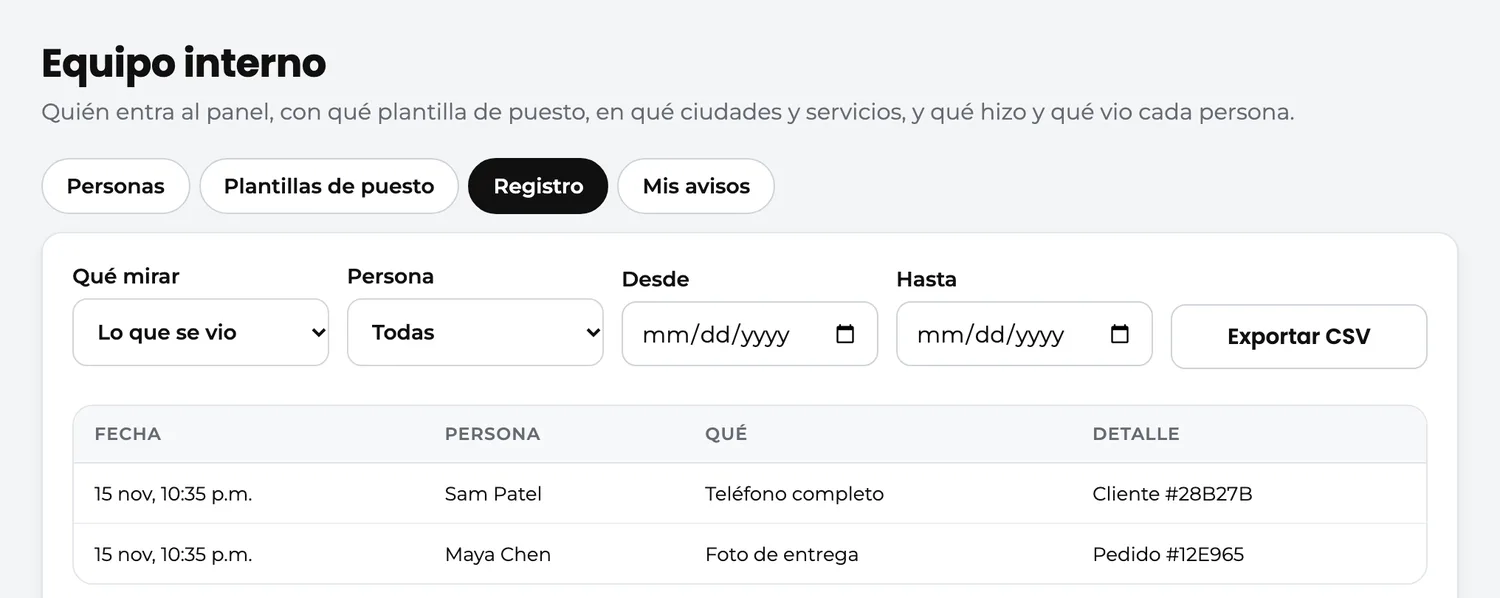 Equipo interno
Quién entra al panel, con qué plantilla de puesto, en qué ciudades y servicios, y qué hizo y qué vio cada persona.
Personas Plantillas de puesto Registro Mis avisos
Qué mirar Persona Desde Hasta
Lo que se vio Todas mm/dd/yyyy mm/dd/yyyy Exportar CSV
FECHA PERSONA QUÉ DETALLE
15 nov, 10:35 p.m. Sam Patel Teléfono completo Cliente #28B27B
15 nov, 10:35 p.m. Maya Chen Foto de entrega Pedido #12E965